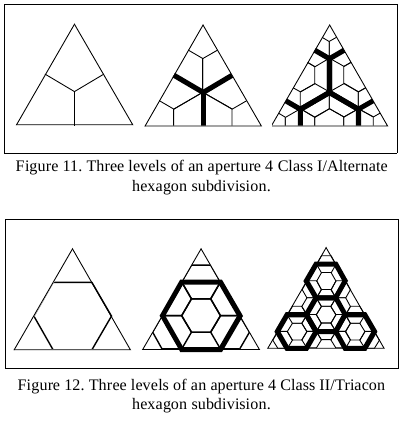 Figure 11. Three levels of an aperture 4 Class I/Alternate
hexagon subdivision.
Figure 12. Three levels of an aperture 4 Class II/Triacon
hexagon subdivision.